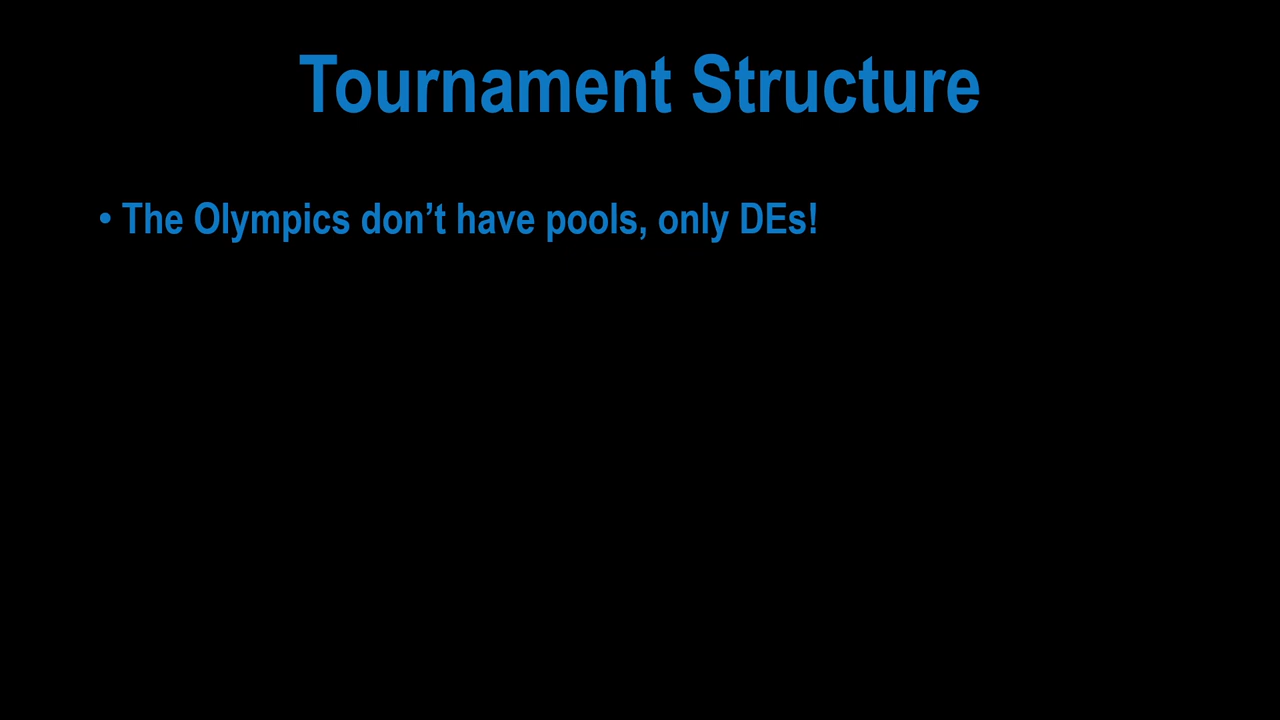 Tournament Structure
• The Olympics don’t have pools, only DEs!